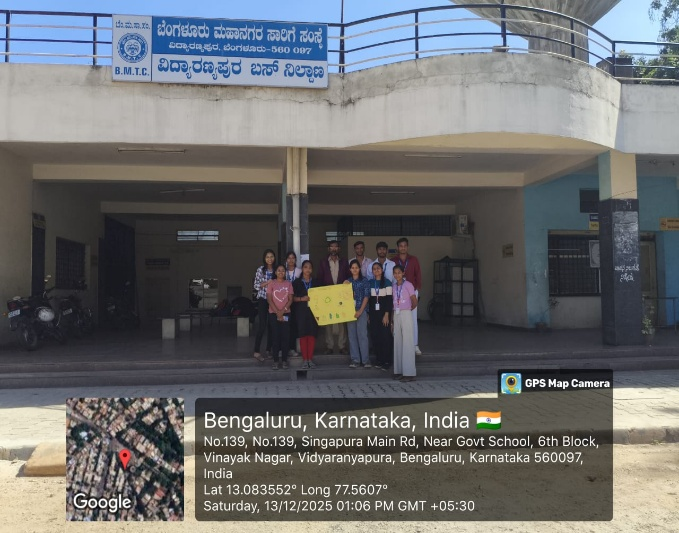 ಬೆಂ.ಮ.ಸಾ.ಸಂ.
B.M.T.C.
ಬೆಂಗಳೂರು ಮಹಾನಗರ ಸಾರಿಗೆ ಸಂಸ್ಥೆ
ವಿದ್ಯಾರಣ್ಯಪುರ, ಬೆಂಗಳೂರು-560 097
ವಿದ್ಯಾರಣ್ಯಪುರ ಬಸ್ ನಿಲ್ದಾಣ
GPS Map Camera
Bengaluru, Karnataka, India
No.139, No.139, Singapura Main Rd, Near Govt School, 6th Block,
Vinayak Nagar, Vidyaranyapura, Bengaluru, Karnataka 560097,
India
Lat 13.083552° Long 77.5607°
Saturday, 13/12/2025 01:06 PM GMT +05:30
Google